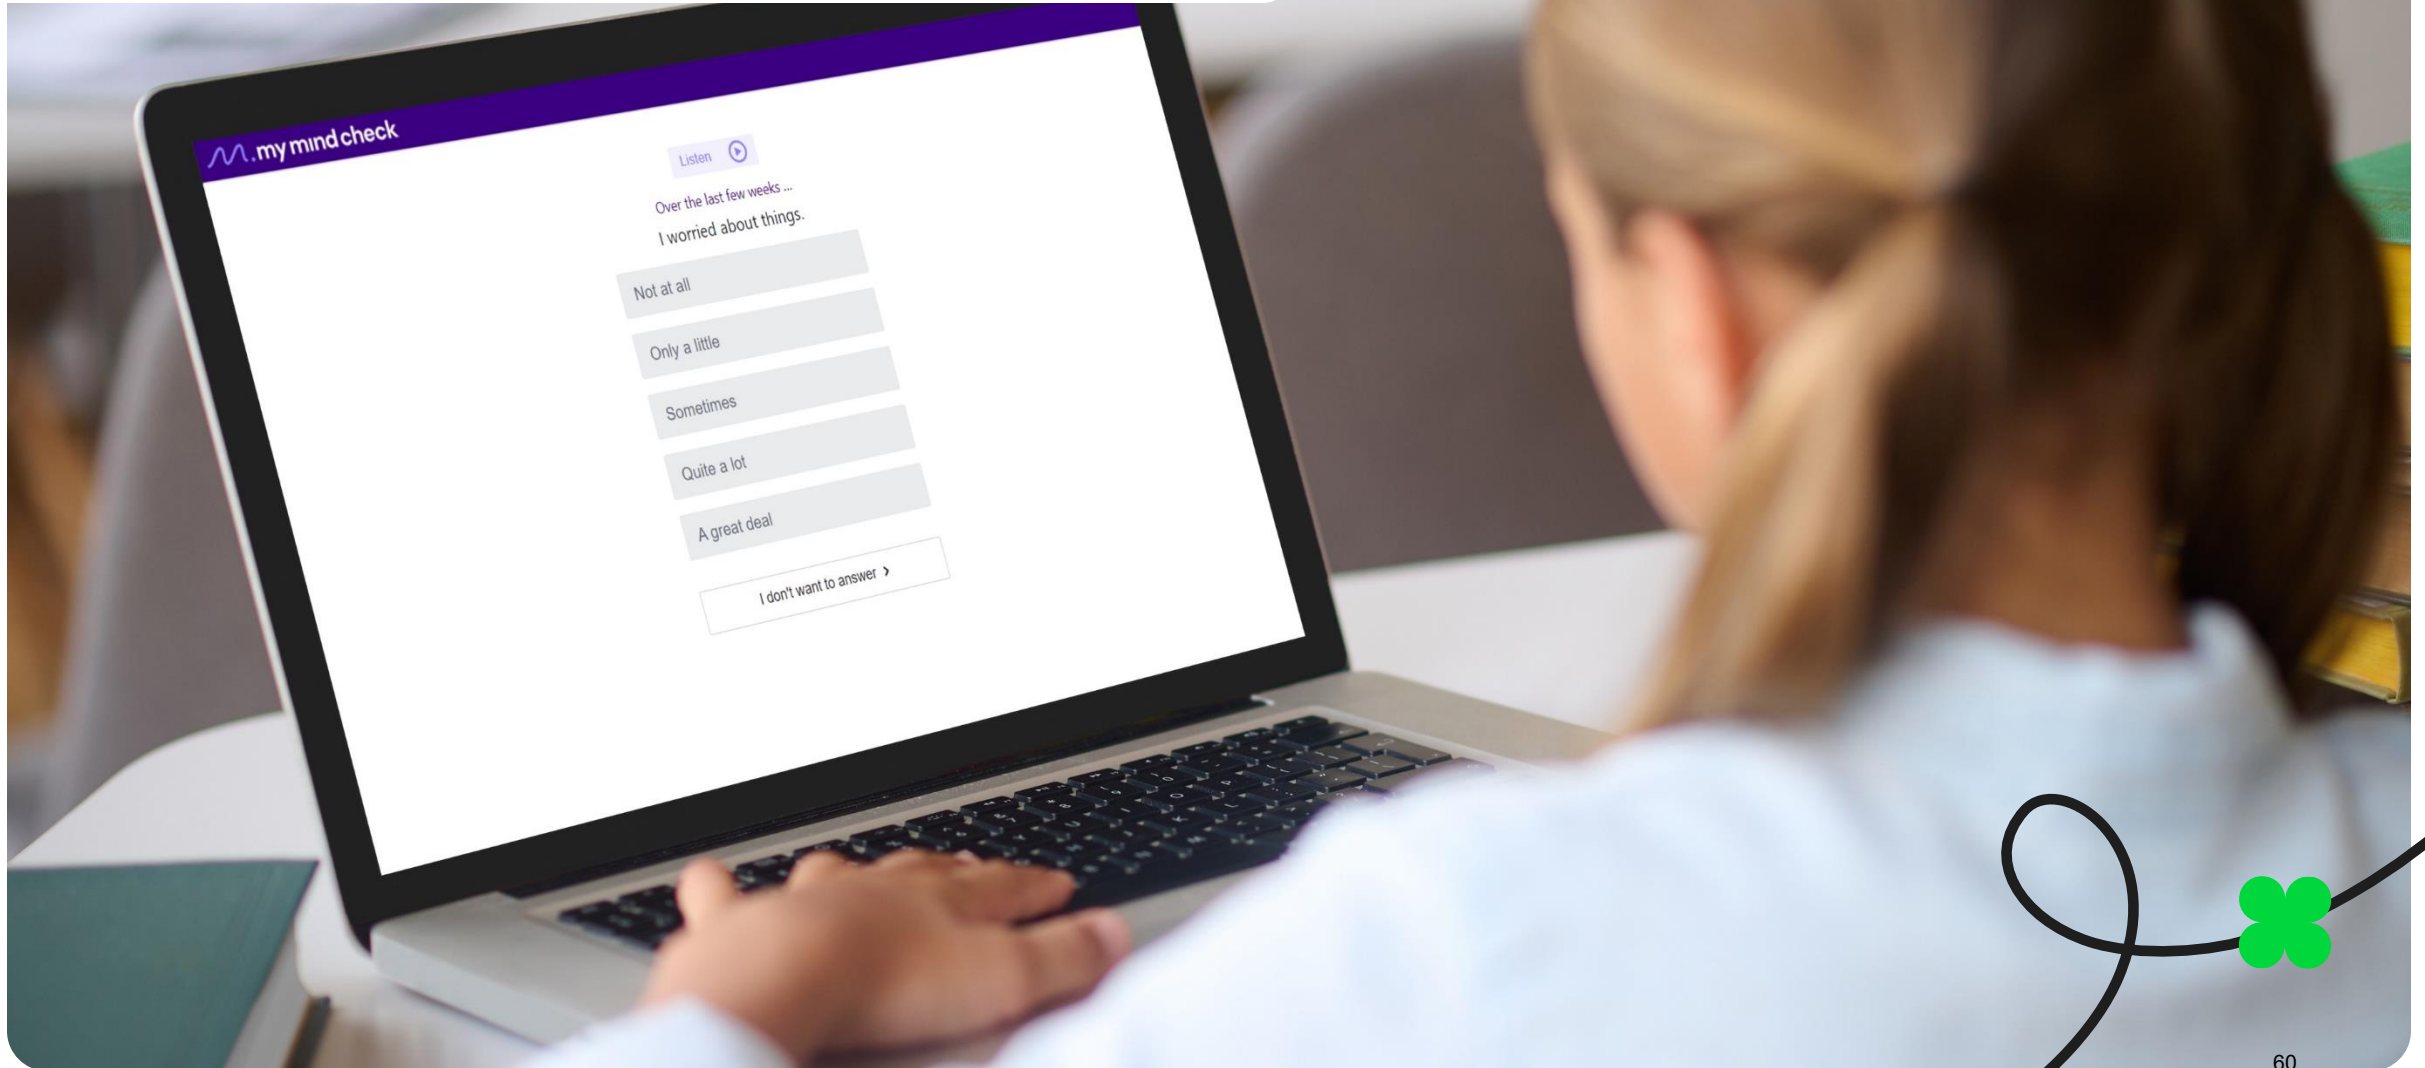 my mind check
Listen
Over the last few weeks ...
I worried about things.
Not at all
Only a little
Sometimes
Quite a lot
A great deal
I don't want to answer ›
60